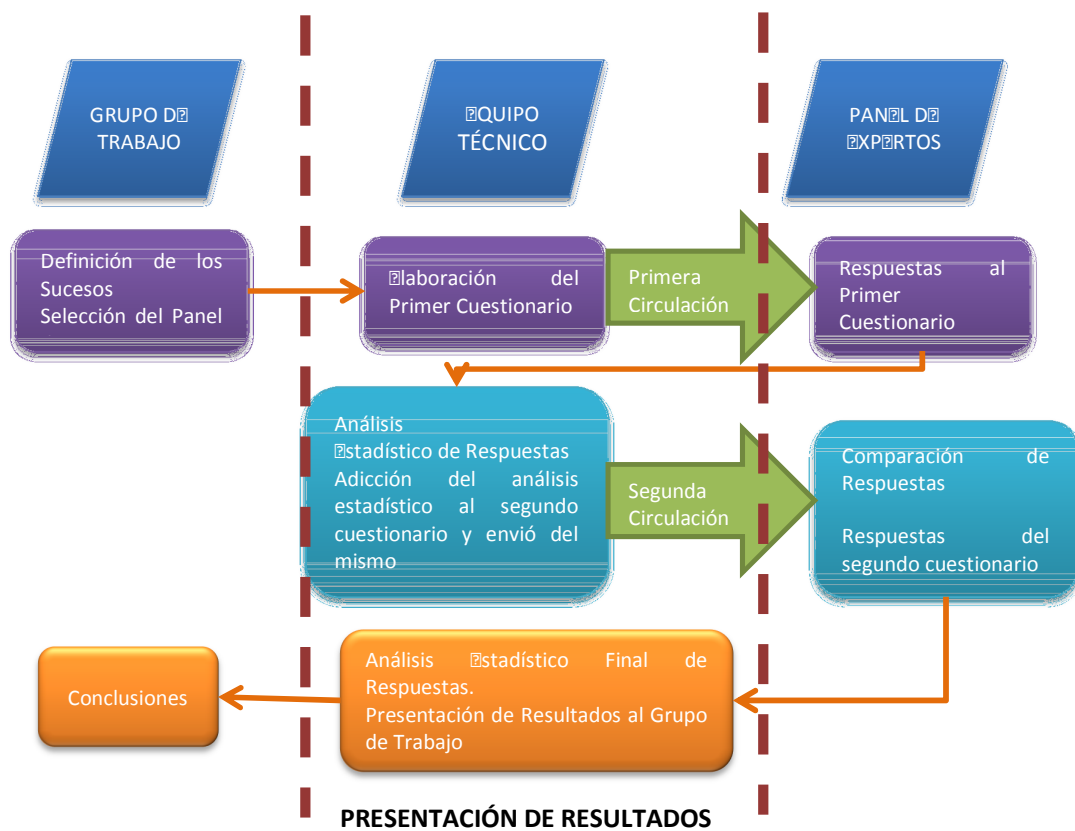 GRUPO D⍰
TRABAJO
⍰QUIPO
TÉCNICO
PAN⍰L D⍰
⍰XP⍰RTOS
Definición de los
Sucesos
Selección del Panel
⍰laboración del
Primer Cuestionario
Primera
Circulación
Respuestas al
Primer
Cuestionario
Análisis
⍰stadístico de Respuestas
Adicción del análisis
estadístico al segundo
cuestionario y envió del
mismo
Segunda
Circulación
Comparación de
Respuestas
Respuestas del
segundo cuestionario
Conclusiones
Análisis ⍰stadístico Final de
Respuestas.
Presentación de Resultados al Grupo
de Trabajo
PRESENTACIÓN DE RESULTADOS